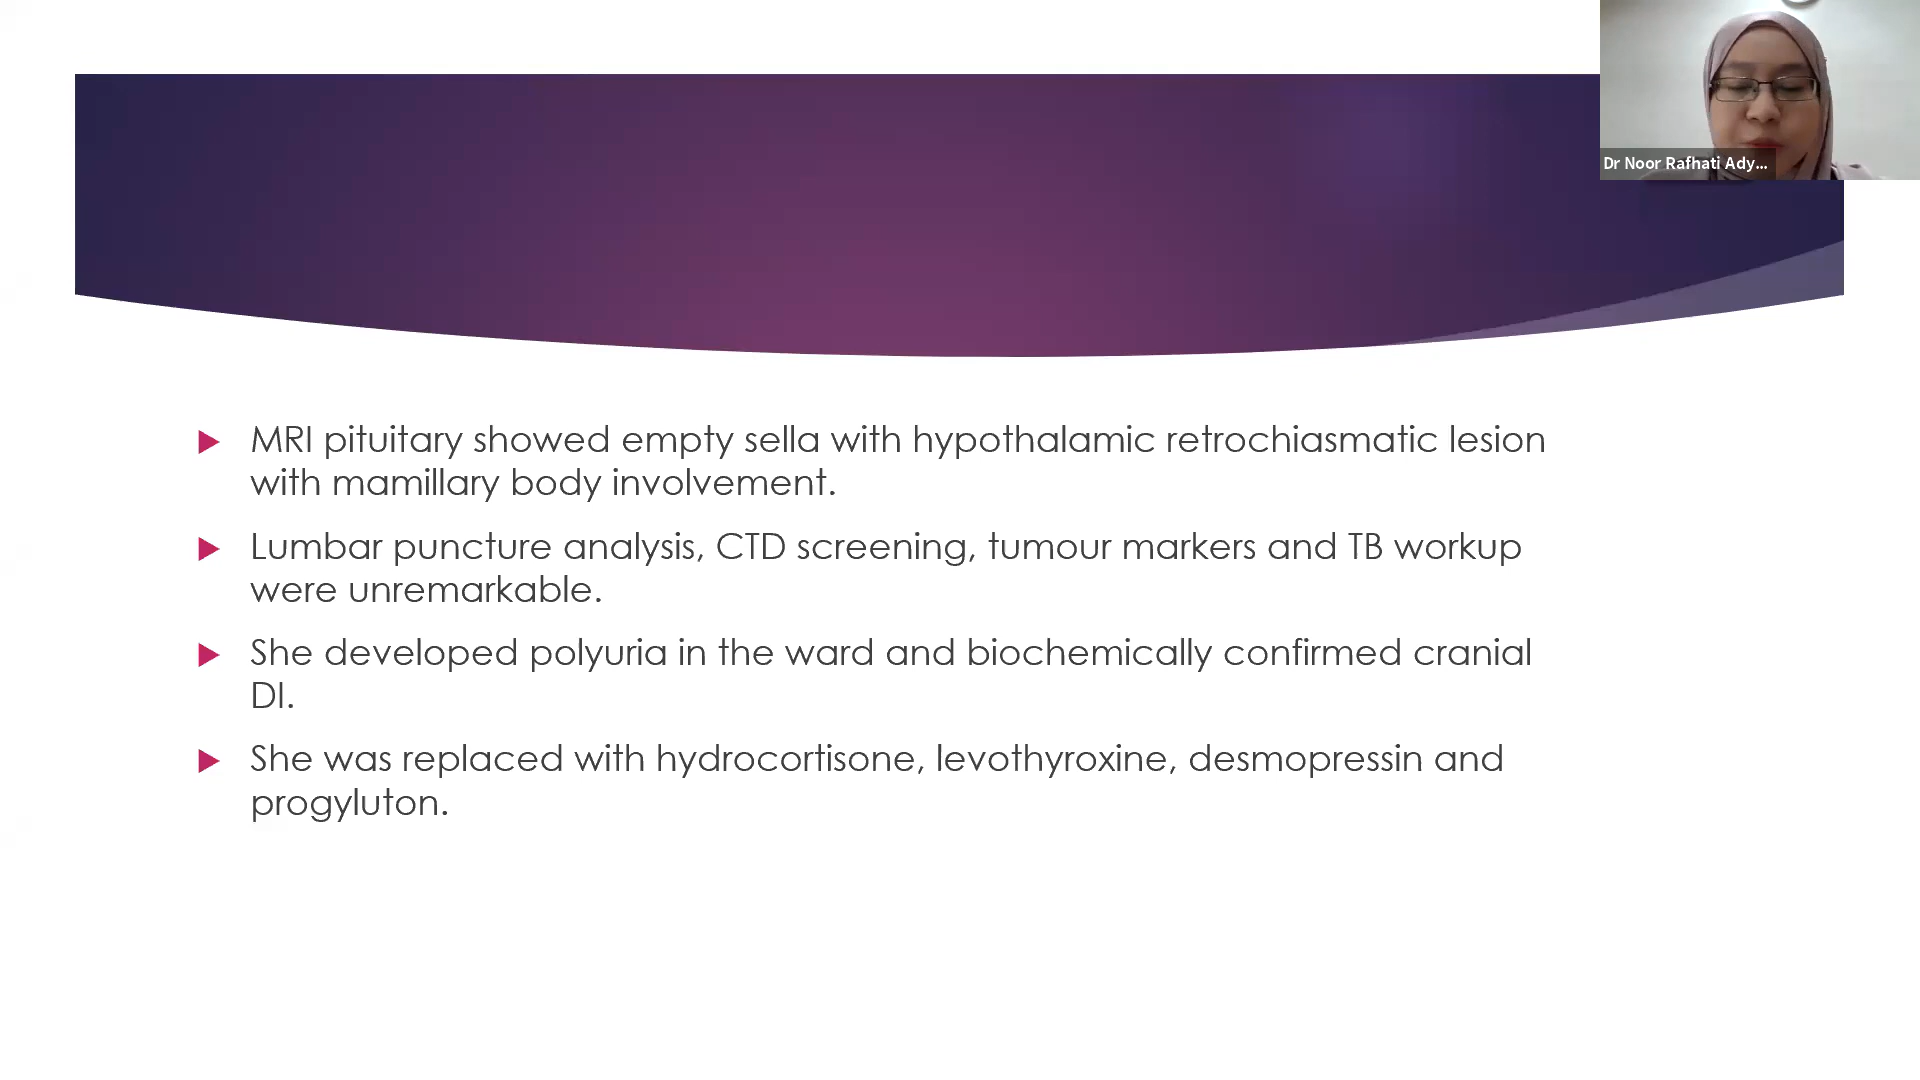 Dr Noor Rafhati Ady...
MRI pituitary showed empty sella with hypothalamic retrochiasmatic lesion
with mamillary body involvement.
Lumbar puncture analysis, CTD screening, tumour markers and TB workup
were unremarkable.
She developed polyuria in the ward and biochemically confirmed cranial
DI.
She was replaced with hydrocortisone, levothyroxine, desmopressin and
progyluton.